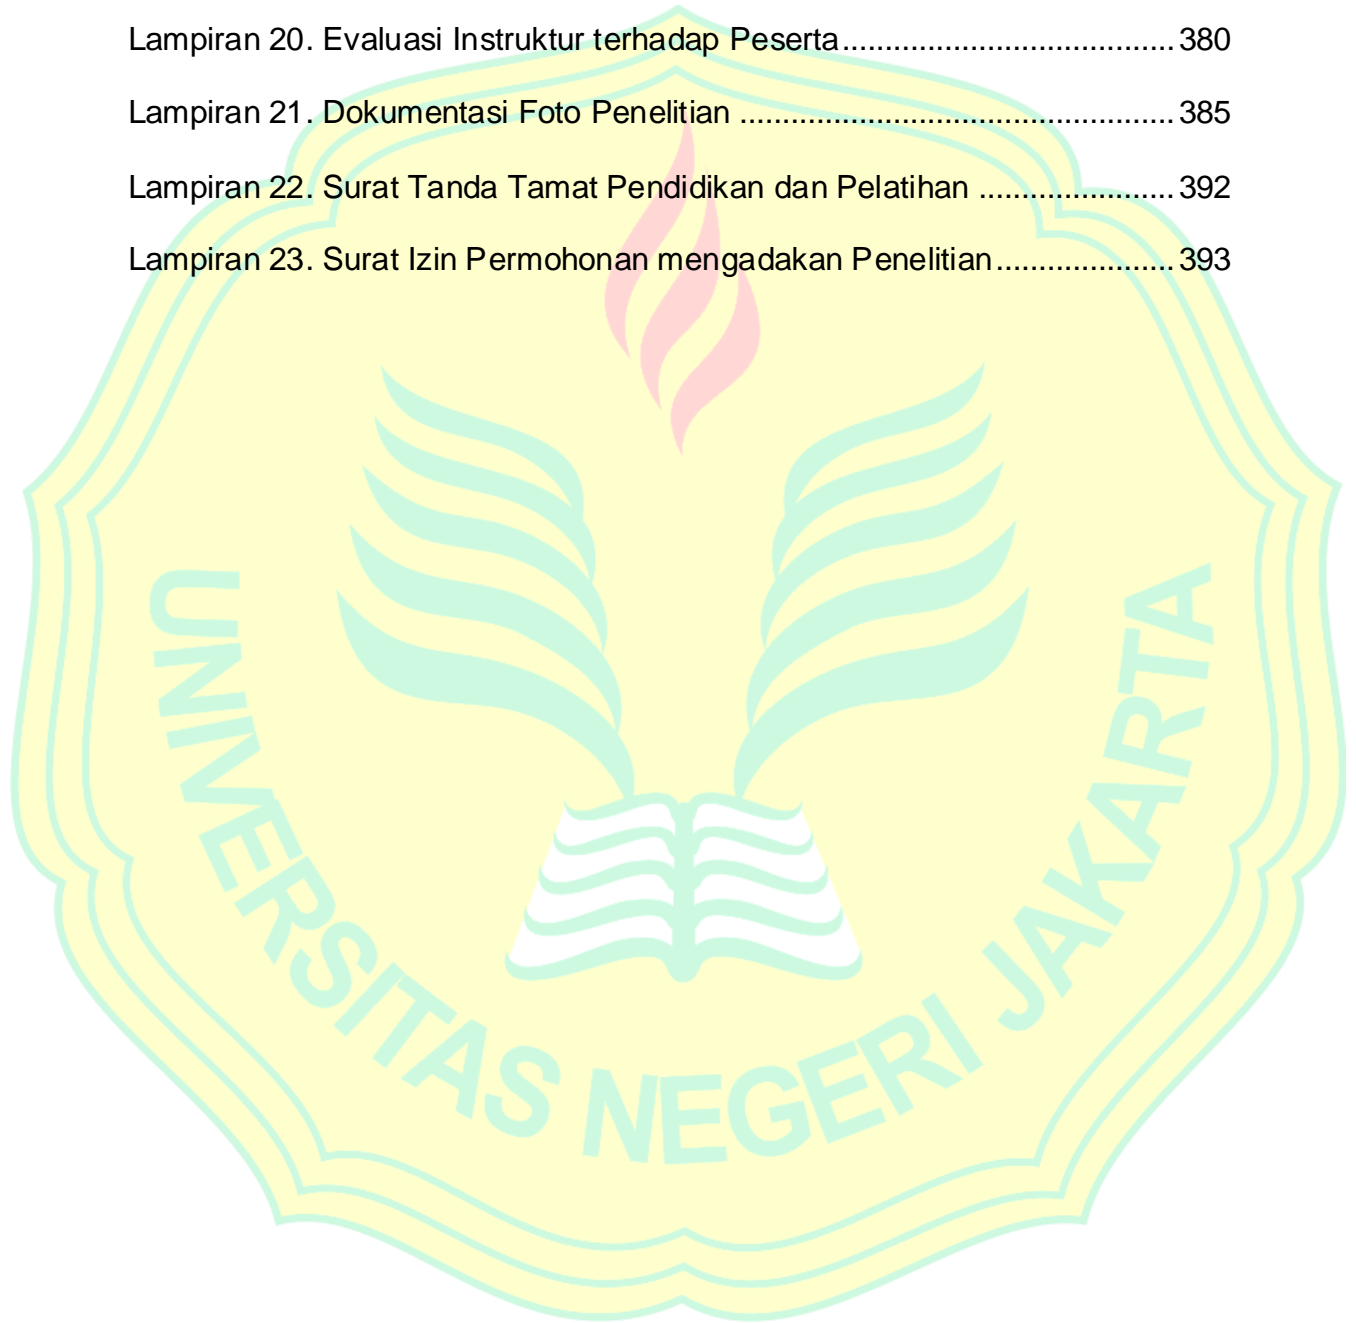 Lampiran 20. Evaluasi Instruktur terhadap Peserta....................................... 380
Lampiran 21. Dokumentasi Foto Penelitian ................................................... 385
Lampiran 22. Surat Tanda Tamat Pendidikan dan Pelatihan ....................... 392
Lampiran 23. Surat Izin Permohonan mengadakan Penelitian..................... 393
UNIVERSITAS NEGERI JAKARTA